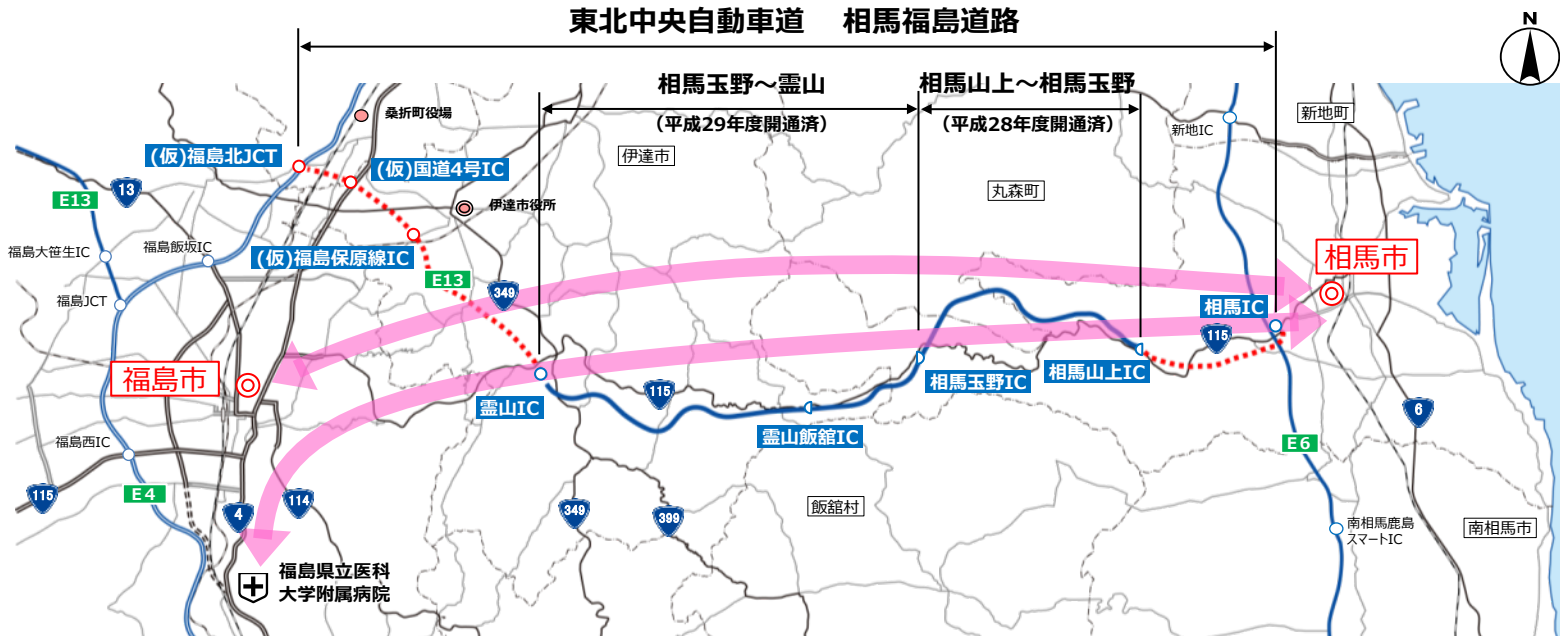 東北中央自動車道 相馬福島道路
N
相馬玉野～霊山
(平成29年度開通済)
相馬山上～相馬玉野
(平成28年度開通済)
桑折町役場
新地IC
新地町
(仮)福島北JCT
(仮)国道4号IC
伊達市
丸森町
13
E13
伊達市役所
福島大笹生IC
福島飯坂IC
(仮)福島保原線IC
E13
349
相馬市
福島JCT
相馬IC
115
福島市
霊山IC
115
相馬玉野IC
相馬山上IC
6
福島西IC
霊山飯舘IC
E6
115
E4
4
114
349
399
飯舘村
南相馬鹿島
スマートIC
南相馬市
福島県立医科
大学附属病院